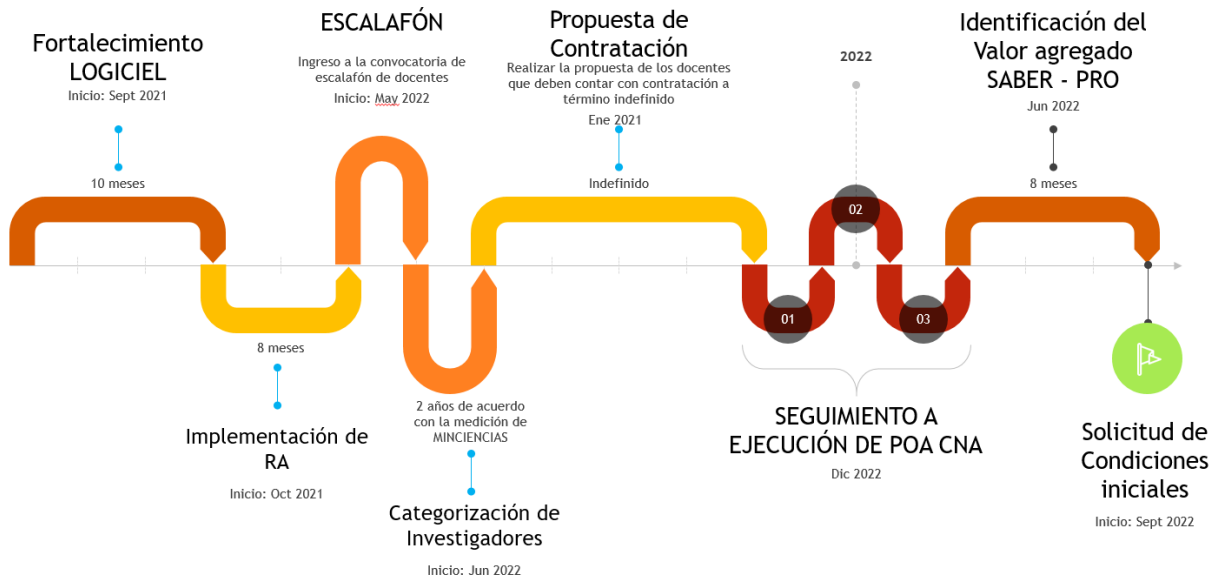 Fortalecimiento
LOGICIEL
Inicio: Sept 2021
10 meses
8 meses
Implementación de
RA
Inicio: Oct 2021
ESCALAFÓN
Ingreso a la convocatoria de
escalafón de docentes
Inicio: May 2022
2 años de acuerdo
con la medición de
MINCIENCIAS
Categorización de
Investigadores
Inicio: Jun 2022
Propuesta de
Contratación
Realizar la propuesta de los docentes
que deben contar con contratación a
término indefinido
Ene 2021
Indefinido
2022
01
02
03
SEGUIMIENTO A
EJECUCIÓN DE POA CNA
Dic 2022
Identificación del
Valor agregado
SABER - PRO
Jun 2022
8 meses
Solicitud de
Condiciones
iniciales
Inicio: Sept 2022